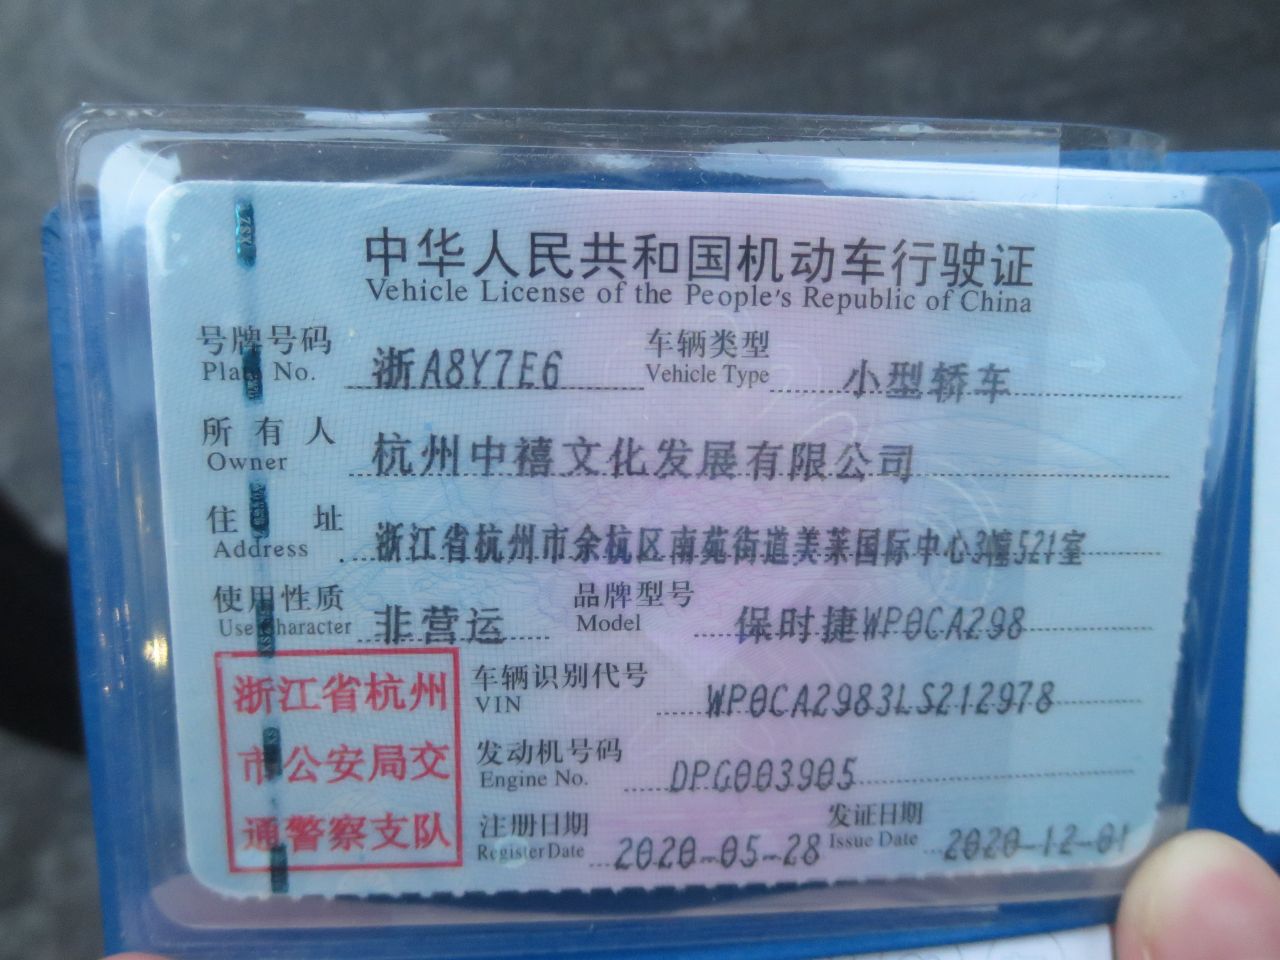 中华人民共和国机动车行驶证
Vehicle License of the People's Republic of China
号牌号码 浙A8Y7E6 车辆类型 小型轿车
Plate No. Vehicle Type
所有人 杭州中禧文化发展有限公司
Owner
住址 浙江省杭州市余杭区南苑街道美莱国际中心3幢521室
Address
使用性质 非营运 品牌型号 保时捷WP0CA298
Use Character Model
浙江省杭州
市公安局交
通警察支队
车辆识别代号 WP0CA2983LS212978
VIN
发动机号码 DPG003905
Engine No.
注册日期 2020-05-28 发证日期 2020-12-01
Register Date Issue Date